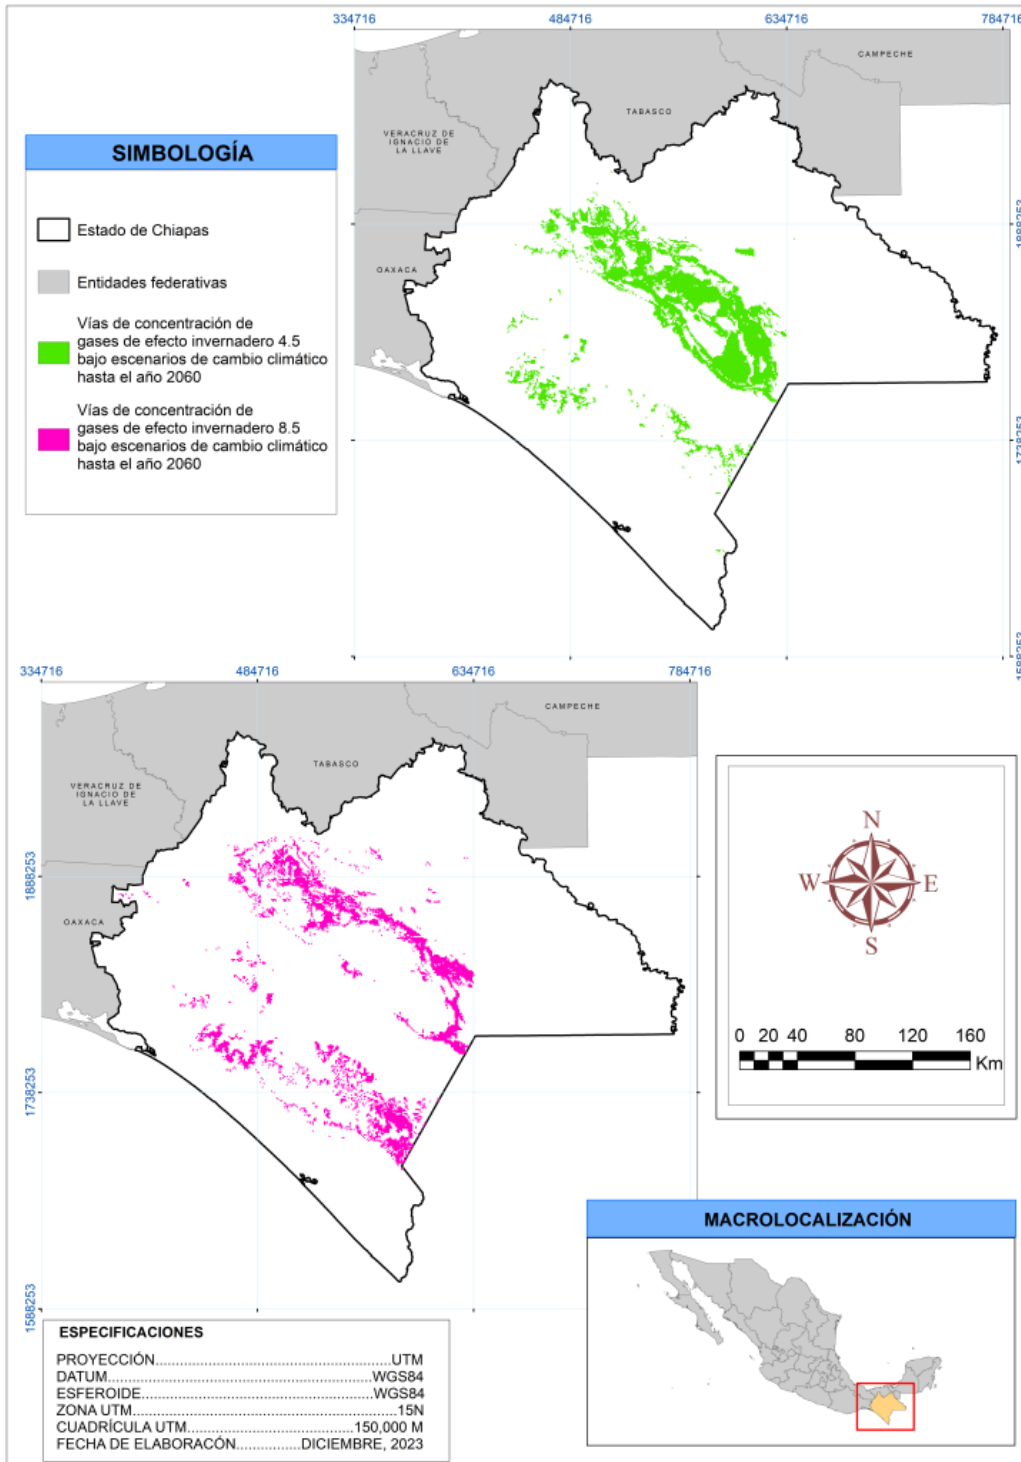 334716
484716
634716
784716
CAMPECHE
TABASCO
VERACRUZ DE
IGNACIO DE
LA LLAVE
OAXACA
1888253
1738253
1588253
SIMBOLOGÍA
Estado de Chiapas
Entidades federativas
Vías de concentración de
gases de efecto invernadero 4.5
bajo escenarios de cambio climático
hasta el año 2060
Vías de concentración de
gases de efecto invernadero 8.5
bajo escenarios de cambio climático
hasta el año 2060
334716
484716
634716
784716
CAMPECHE
TABASCO
VERACRUZ DE
IGNACIO DE
LA LLAVE
OAXACA
1888253
1738253
1588253
N
W E
S
0 20 40 80 120 160
Km
MACROLOCALIZACIÓN
ESPECIFICACIONES
PROYECCIÓN.....................................................UTM
DATUM...........................................................WGS84
ESFEROIDE....................................................WGS84
ZONA UTM...........................................................15N
CUADRÍCULA UTM.....................................150,000 M
FECHA DE ELABORACÓN...............DICIEMBRE, 2023